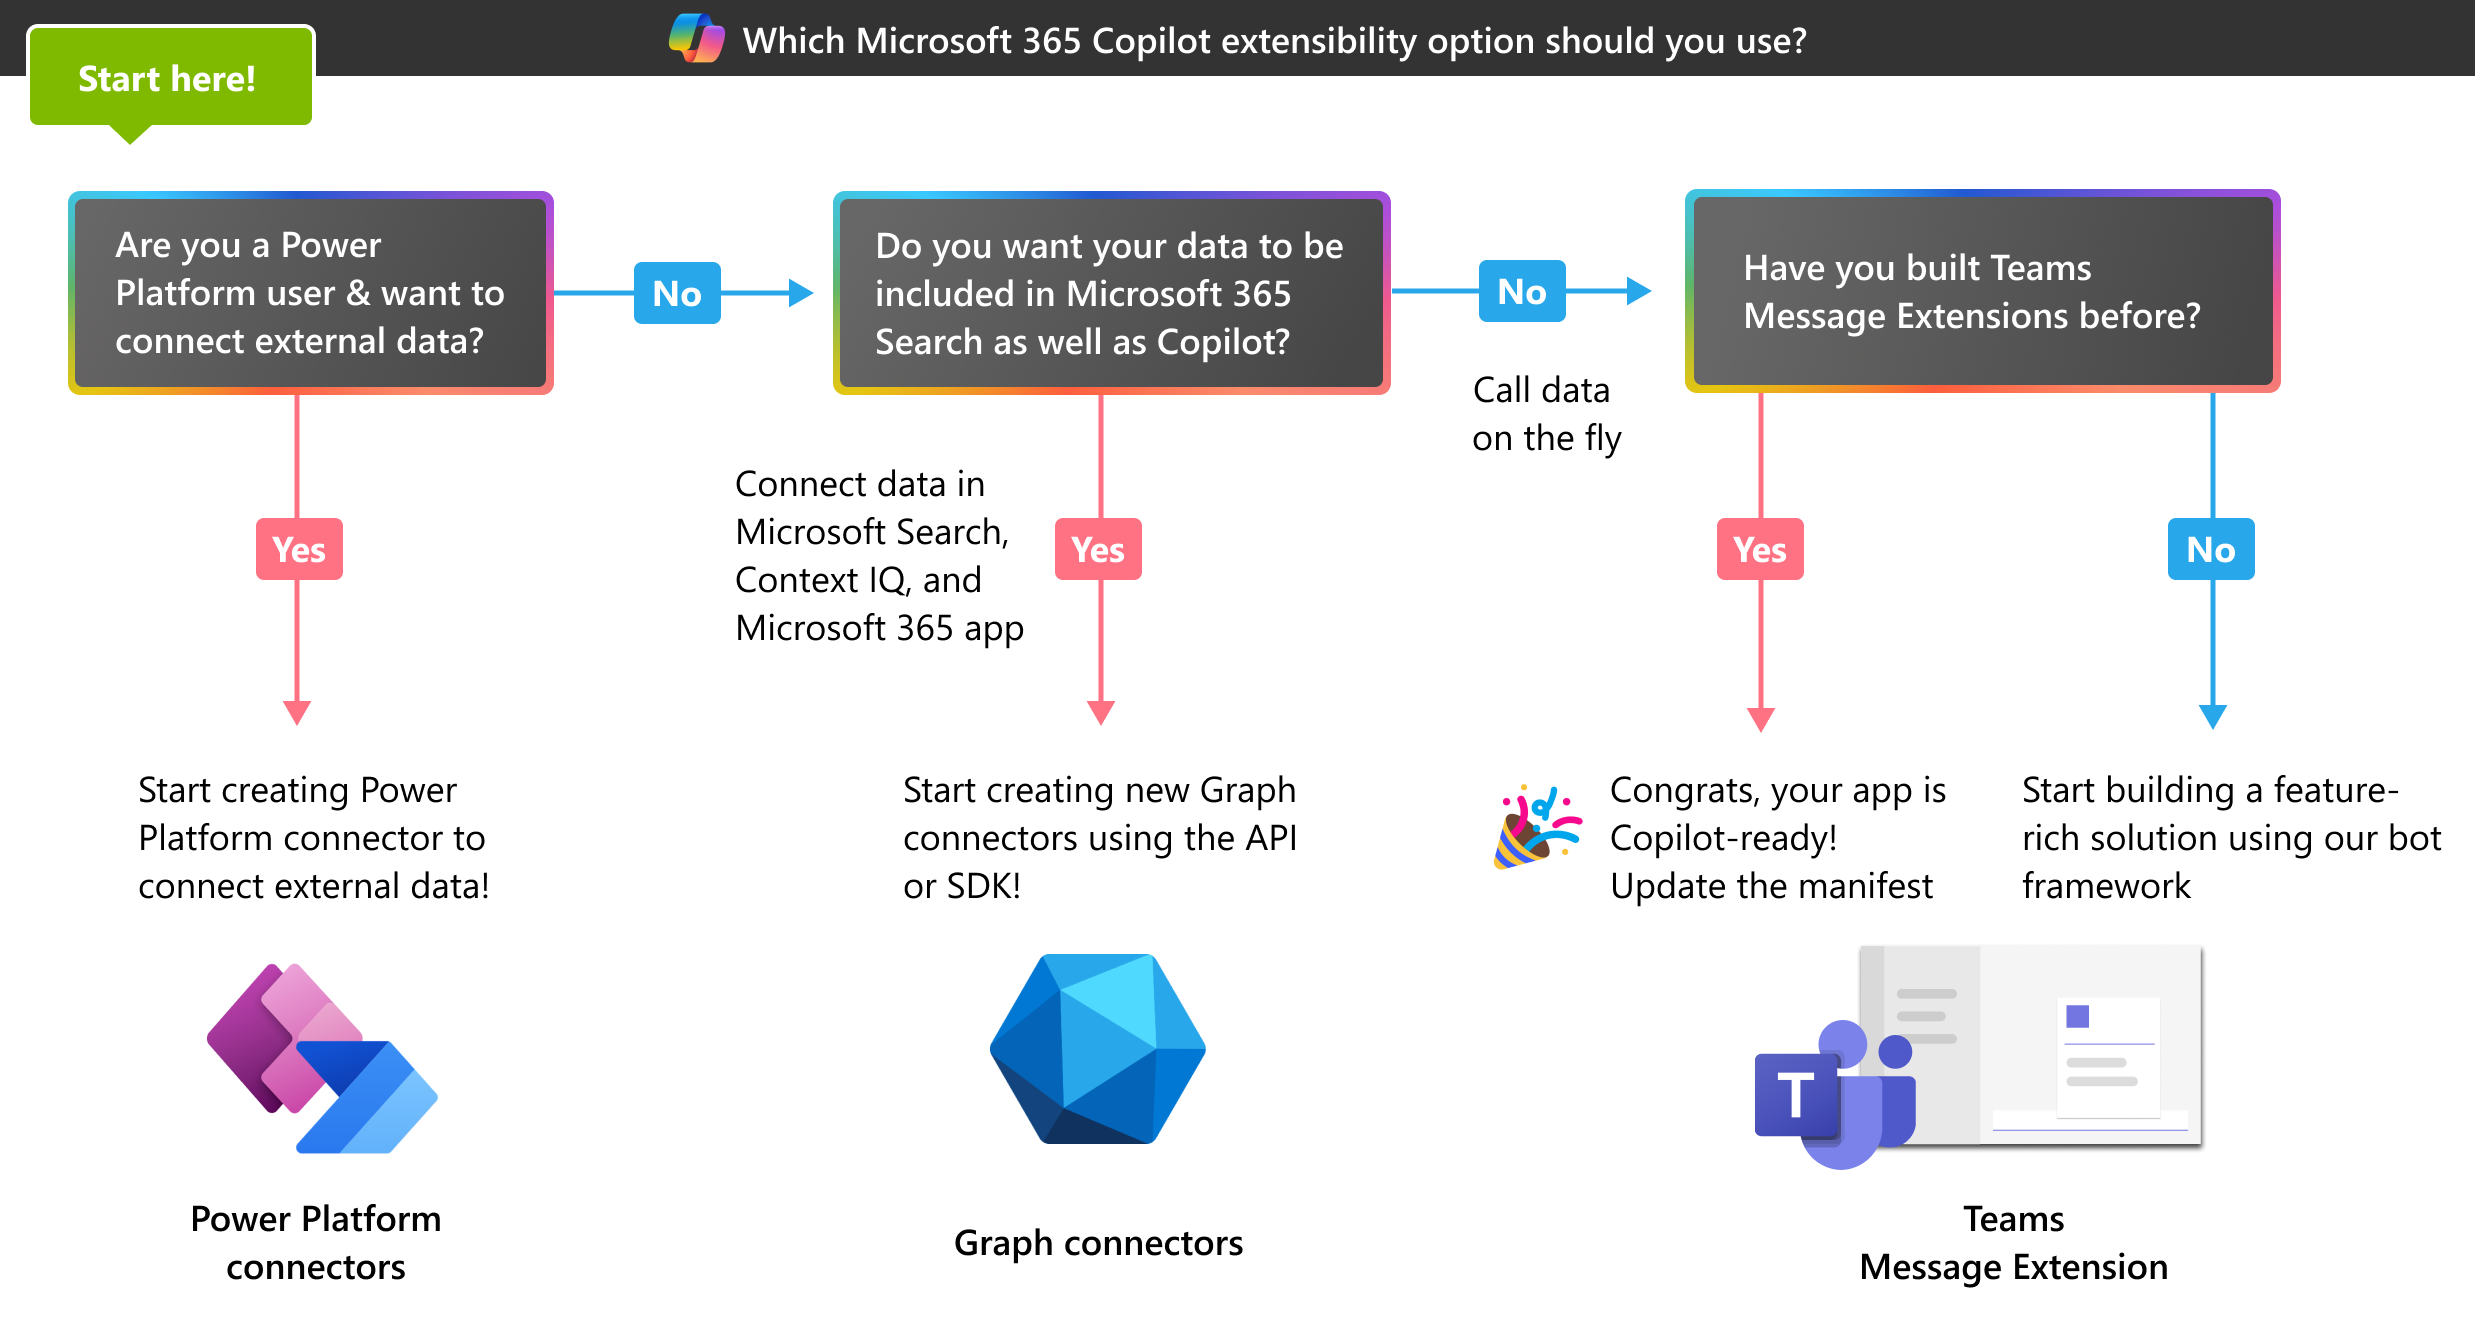 Which Microsoft 365 Copilot extensibility option should you use?
Start here!
Are you a Power
Platform user & want to
connect external data?
No
Do you want your data to be
included in Microsoft 365
Search as well as Copilot?
No
Call data
on the fly
Have you built Teams
Message Extensions before?
Yes
Connect data in
Microsoft Search,
Context IQ, and
Microsoft 365 app
Yes
Yes
No
Start creating Power
Platform connector to
connect external data!
Start creating new Graph
connectors using the API
or SDK!
Congrats, your app is
Copilot-ready!
Update the manifest
Start building a feature-
rich solution using our bot
framework
T
Power Platform
connectors
Graph connectors
Teams
Message Extension